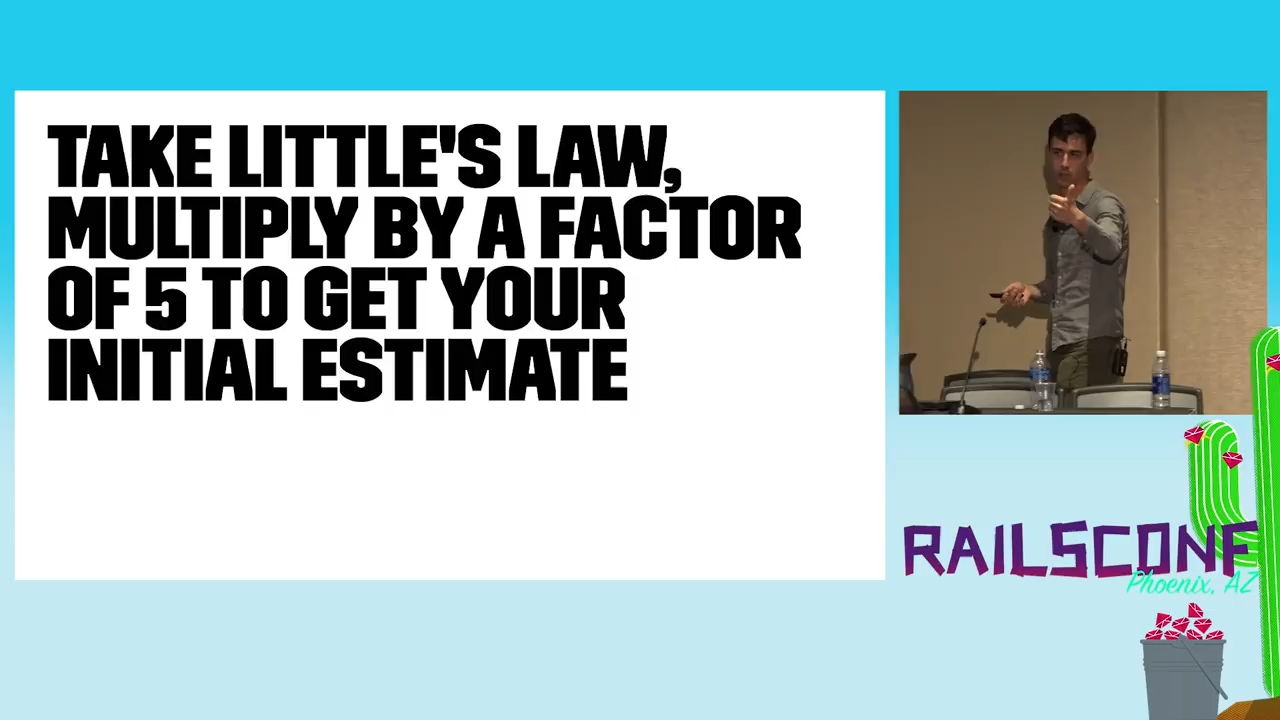 TAKE LITTLE'S LAW,
MULTIPLY BY A FACTOR
OF 5 TO GET YOUR
INITIAL ESTIMATE
RAILSCONF
Phoenix, AZ